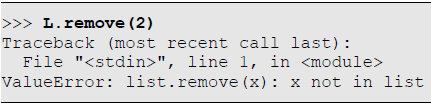 >>> L.remove(2)
Traceback (most recent call last):
  File "<stdin>", line 1, in <module>
ValueError: list.remove(x): x not in list